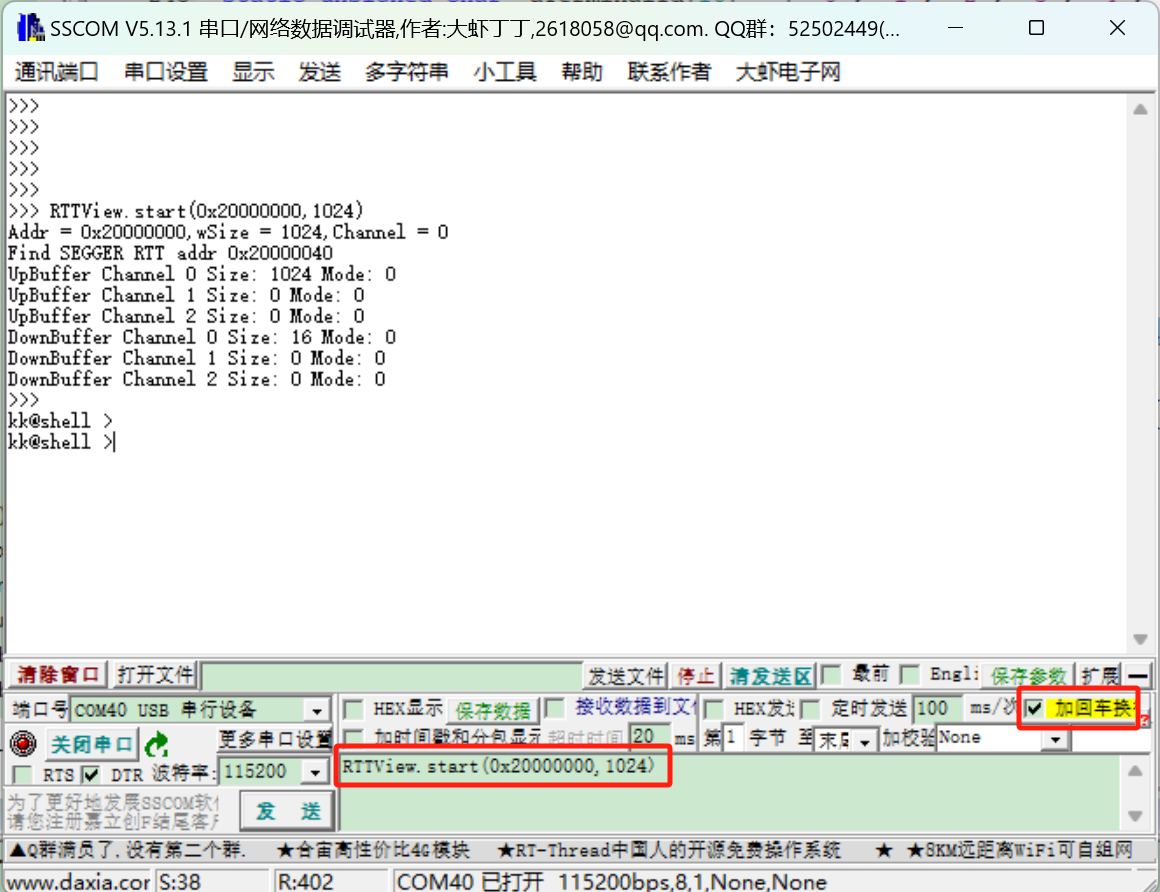 SSCOM V5.13.1 串口/网络数据调试器,作者:大虾丁丁,2618058@qq.com. QQ群：52502449(...
通讯端口 串口设置 显示 发送 多字符串 小工具 帮助 联系作者 大虾电子网
>>>
>>>
>>>
>>>
>>>
>>> RTTView.start(0x20000000,1024)
Addr = 0x20000000,wSize = 1024,Channel = 0
Find SEGGER RTT addr 0x20000040
UpBuffer Channel 0 Size: 1024 Mode: 0
UpBuffer Channel 1 Size: 0 Mode: 0
UpBuffer Channel 2 Size: 0 Mode: 0
DownBuffer Channel 0 Size: 16 Mode: 0
DownBuffer Channel 1 Size: 0 Mode: 0
DownBuffer Channel 2 Size: 0 Mode: 0
>>>
kk@shell >
kk@shell >
清除窗口 打开文件 发送文件 停止 清发送区 最前 Engli 保存参数 扩展
端口号 COM40 USB 串行设备 HEX显示 保存数据 接收数据到文 HEX发 定时发送 100 ms/ 加回车换
关闭串口 更多串口设置 加时间戳和分包显示 超时时间 20 ms 第 1 字节 至 末尾 加校验 None
RTS DTR 波特率: 115200 RTTView.start(0x20000000,1024)
为了更好地发展SSCOM软
请您注册嘉立创F结尾客
发 送
▲Q群满员了,没有第二个群. ★合宙高性价比4G模块 ★RT-Thread中国人的开源免费操作系统 ★ ★8KM远距离WiFi可自组网
www.daxia.cor S:38 R:402 COM40 已打开 115200bps,8,1,None,None